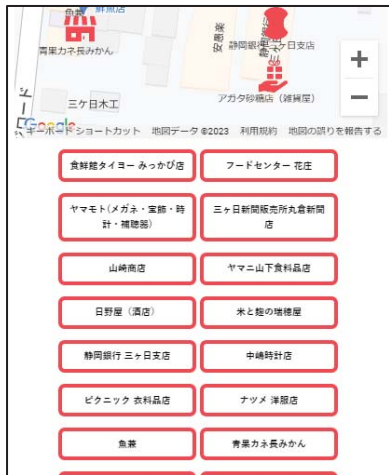 魚兼
鮮魚店
青果カネ長みかん
静岡銀行 三ケ日支店
アガタ砂糖店（雑貨屋）
三ケ日木工
Google
キーボード ショートカット 地図データ ©2023 利用規約 地図の誤りを報告する
食鮮館タイヨー みっかび店
フードセンター 花庄
ヤマモト(メガネ・宝飾・時
計・補聴器)
三ヶ日新聞販売所丸倉新聞
店
山崎商店
ヤマニ山下食料品店
日野屋（酒店）
米と麹の瑞穂屋
静岡銀行 三ヶ日支店
中嶋時計店
ピクニック 衣料品店
ナツメ 洋服店
魚兼
青果カネ長みかん